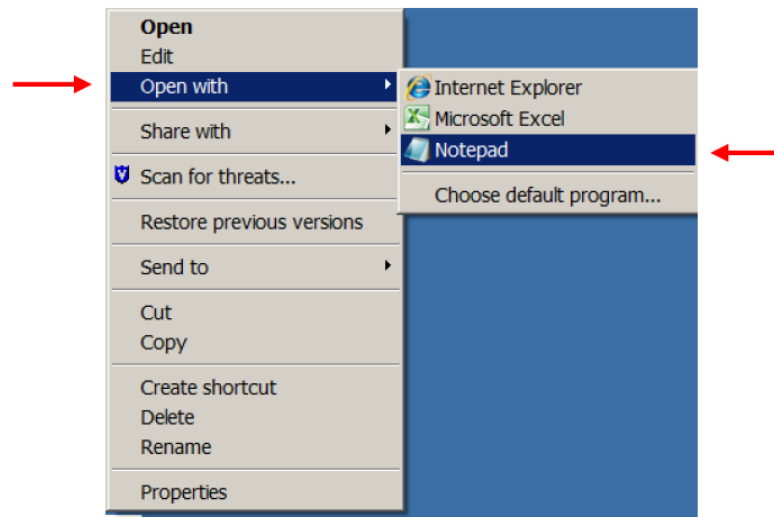 Open
Edit
Open with
Share with
Scan for threats...
Restore previous versions
Send to
Cut
Copy
Create shortcut
Delete
Rename
Properties
Internet Explorer
Microsoft Excel
Notepad
Choose default program...